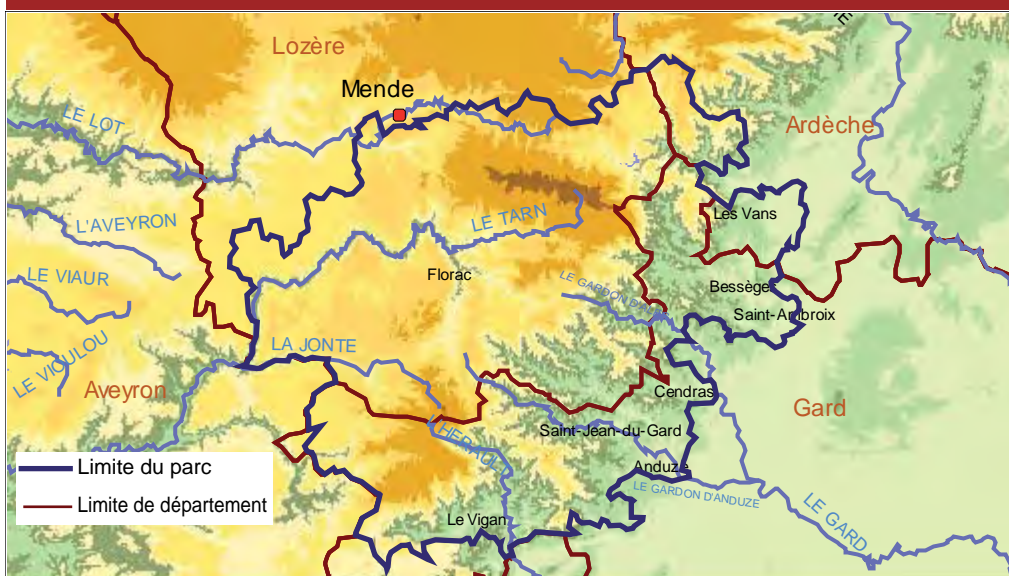 Lozère
Mende
LE LOT
Ardèche
L'AVEYRON
LE TARN
Les Vans
LE VIAUR
Florac
LE GARDON
Bessèges
Saint-Ambroix
LA JONTE
LE VIOULOU
Aveyron
Cendras
Gard
L'HERAULT
Saint-Jean-du-Gard
Anduze
Limite du parc
LE GARDON D'ANDUZE
Limite de département
LE GARD
Le Vigan